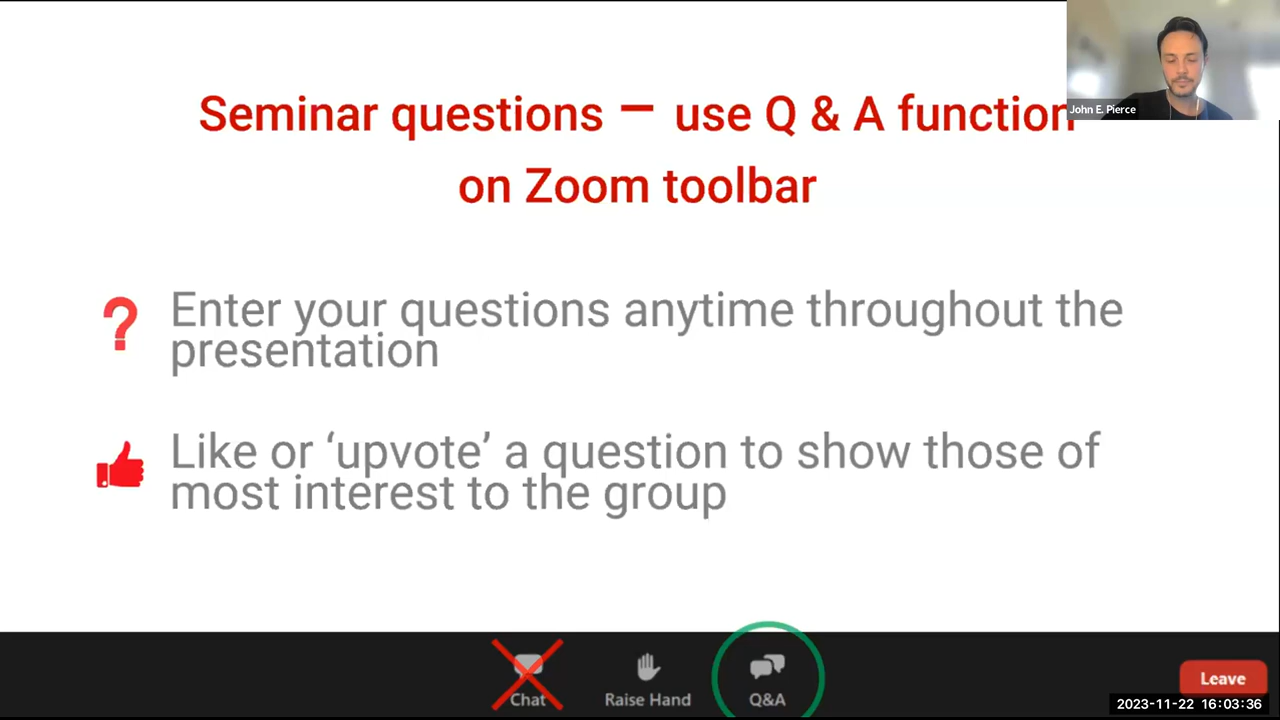 Seminar questions – use Q & A function
on Zoom toolbar
John E. Pierce
? Enter your questions anytime throughout the
presentation
Like or ‘upvote’ a question to show those of
most interest to the group
Chat
Raise Hand
Q&A
Leave
2023-11-22 16:03:36